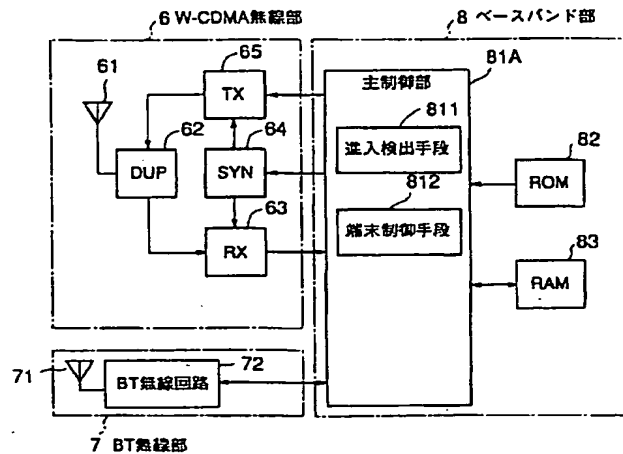 6 W-CDMA無線部
8 ベースバンド部
61
65
81A
TX
主制御部
62
64
811
82
DUP
SYN
進入検出手段
ROM
63
812
83
RX
端末制御手段
RAM
71
72
BT無線回路
7 BT無線部